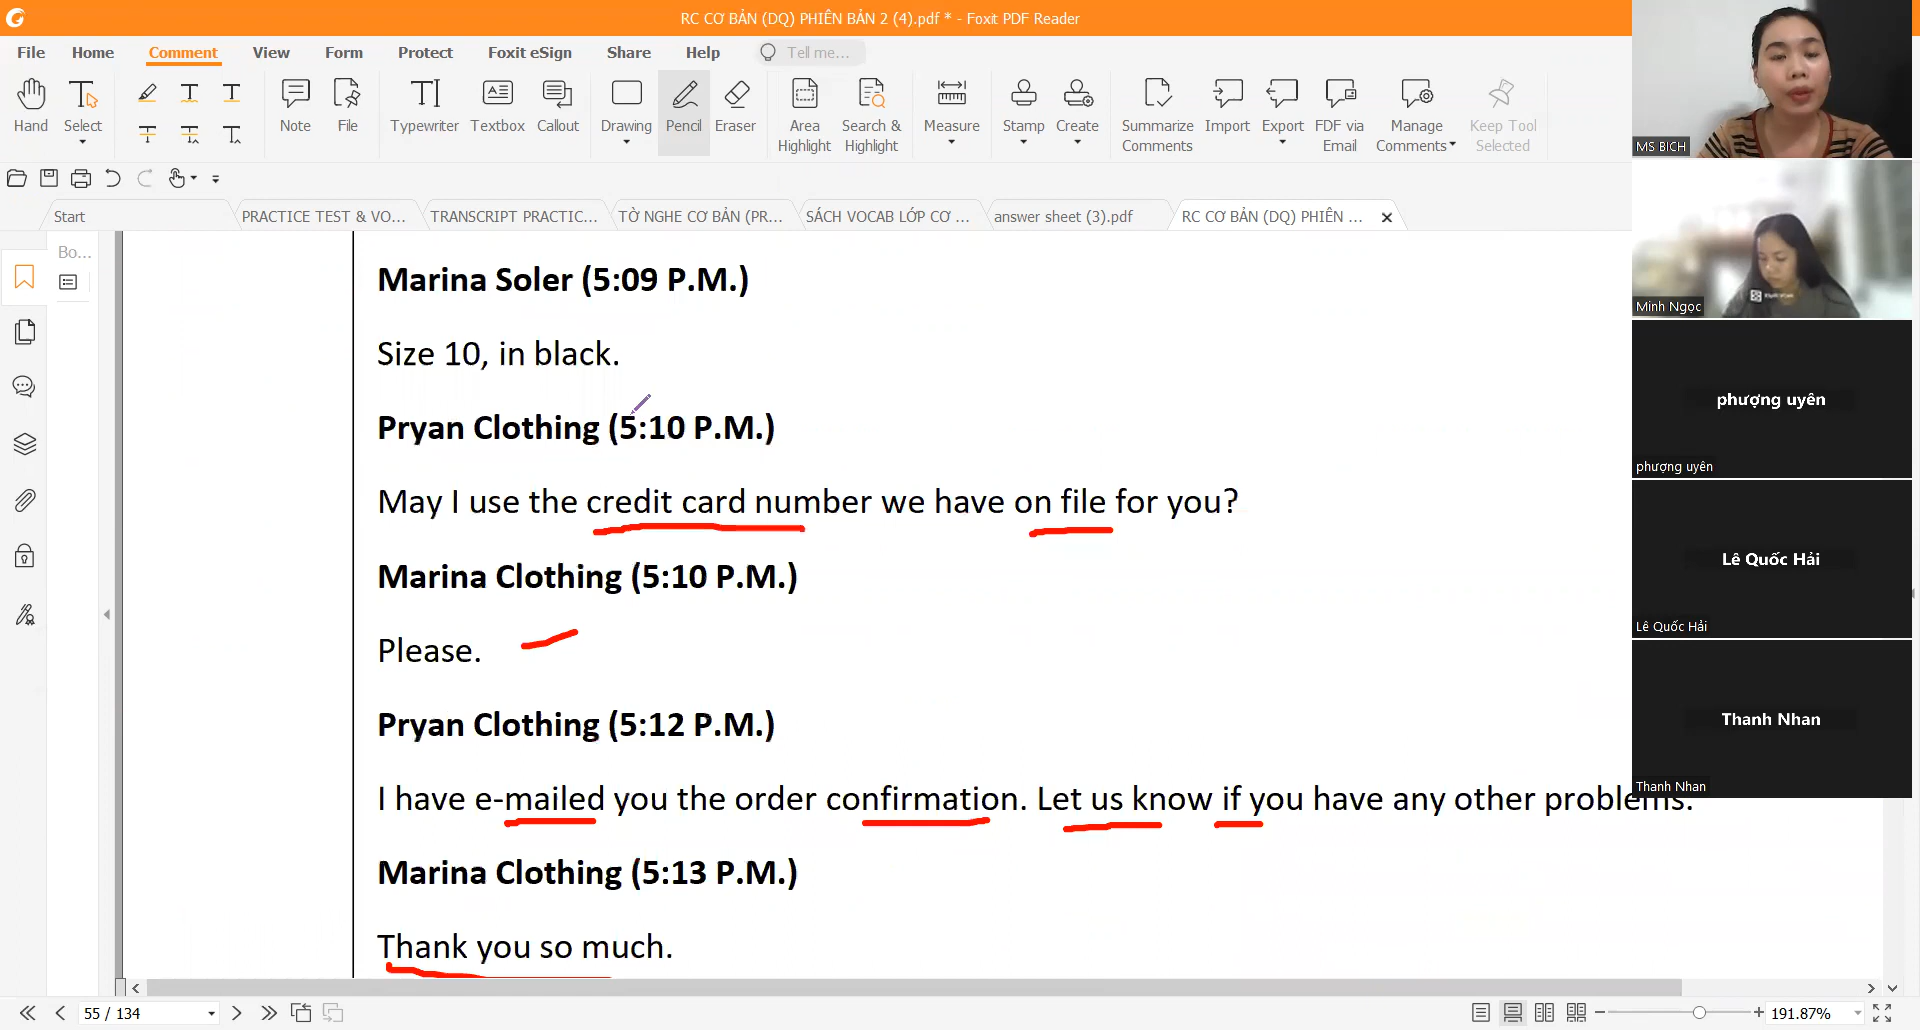 RC CƠ BẢN (DQ) PHIÊN BẢN 2 (4).pdf * - Foxit PDF Reader
File Home Comment View Form Protect Foxit eSign Share Help Tell me...
Hand Select Note File Typewriter Textbox Callout Drawing Pencil Eraser Area Highlight Search & Highlight Measure Stamp Create Summarize Comments Import Export FDF via Email Manage Comments Keep Tool Selected
Start PRACTICE TEST & VO... TRANSCRIPT PRACTIC... TỜ NGHE CƠ BẢN (PR... SÁCH VOCAB LỚP CƠ ... answer sheet (3).pdf RC CƠ BẢN (DQ) PHIÊN ...
Bo...
Marina Soler (5:09 P.M.)
Size 10, in black.
Pryan Clothing (5:10 P.M.)
May I use the credit card number we have on file for you?
Marina Clothing (5:10 P.M.)
Please.
Pryan Clothing (5:12 P.M.)
I have e-mailed you the order confirmation. Let us know if you have any other problems.
Marina Clothing (5:13 P.M.)
Thank you so much.
MS BICH
Minh Ngọc
phượng uyên
phượng uyên
Lê Quốc Hải
Lê Quốc Hải
Thanh Nhan
Thanh Nhan
55 / 134
191.87%